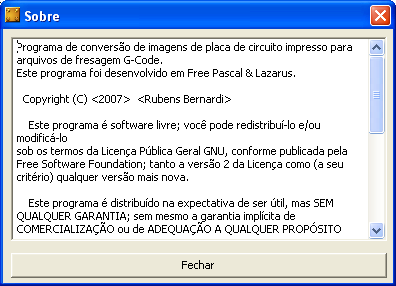 Sobre
Programa de conversão de imagens de placa de circuito impresso para
arquivos de fresagem G-Code.
Este programa foi desenvolvido em Free Pascal & Lazarus.
Copyright (C) <2007> <Rubens Bernardi>
Este programa é software livre; você pode redistribuí-lo e/ou
modificá-lo
sob os termos da Licença Pública Geral GNU, conforme publicada pela
Free Software Foundation; tanto a versão 2 da Licença como (a seu
critério) qualquer versão mais nova.
Este programa é distribuído na expectativa de ser útil, mas SEM
QUALQUER GARANTIA; sem mesmo a garantia implícita de
COMERCIALIZAÇÃO ou de ADEQUAÇÃO A QUALQUER PROPÓSITO
Fechar